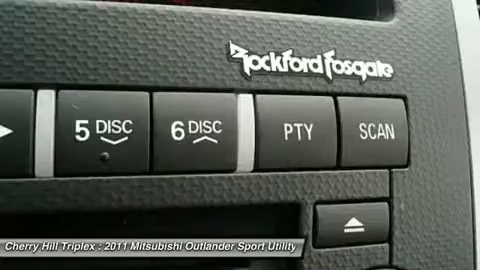 Rockford Fosgate
5 DISC
6 DISC
PTY
SCAN
Cherry Hill Triplex : 2011 Mitsubishi Outlander Sport Utility